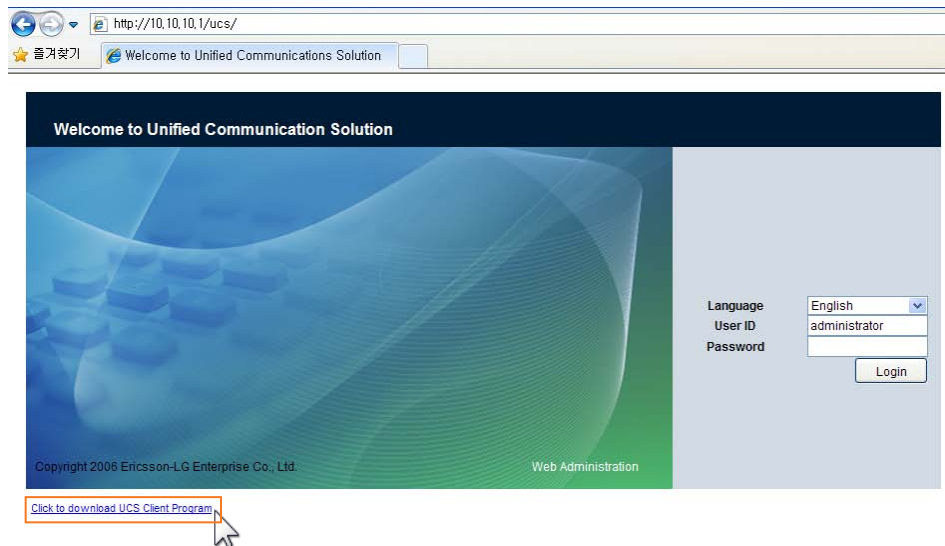 http://10,10,10,1/ucs/
즐겨찾기 Welcome to Unified Communications Solution
Welcome to Unified Communication Solution
Language English
User ID administrator
Password
Login
Copyright 2006 Ericsson-LG Enterprise Co., Ltd. Web Administration
Click to download UCS Client Program